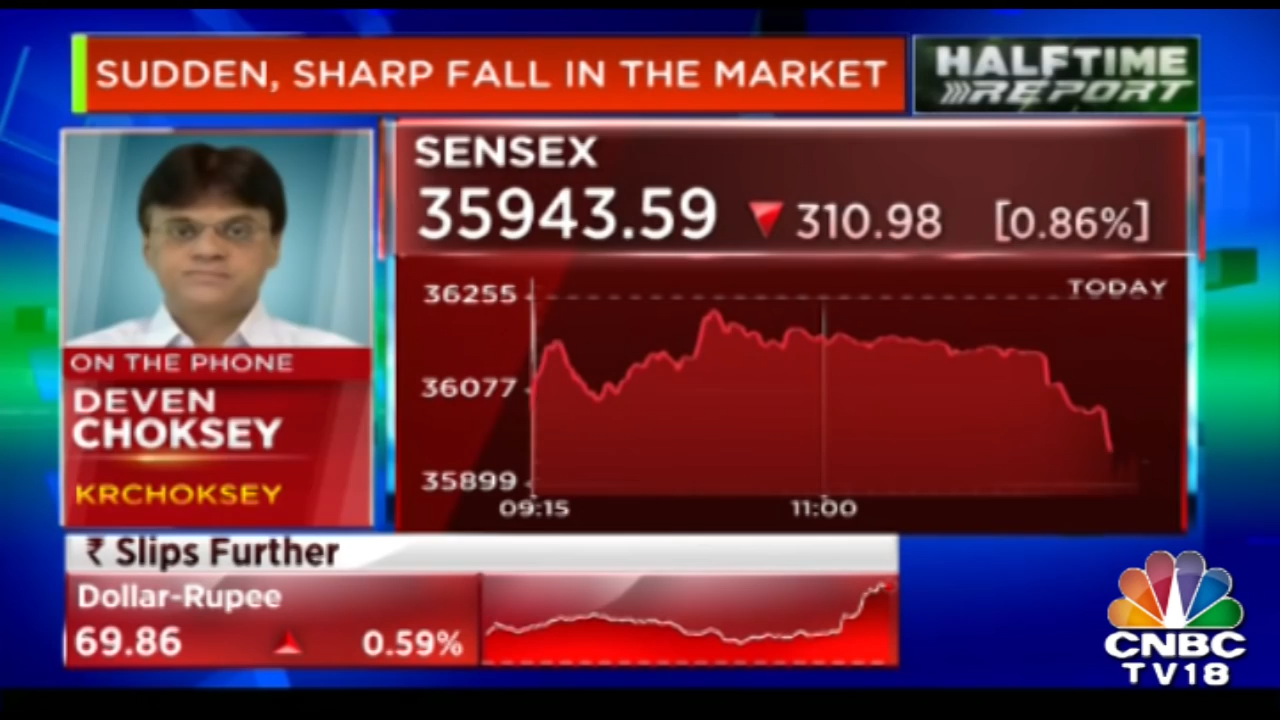 SUDDEN, SHARP FALL IN THE MARKET
HALFTIME
REPORT
SENSEX
35943.59 ▼ 310.98 [0.86%]
TODAY
36255
36077
35899
09:15 11:00
ON THE PHONE
DEVEN
CHOKSEY
KRCHOKSEY
₹ Slips Further
Dollar-Rupee
69.86 ▲ 0.59%
CNBC
TV18